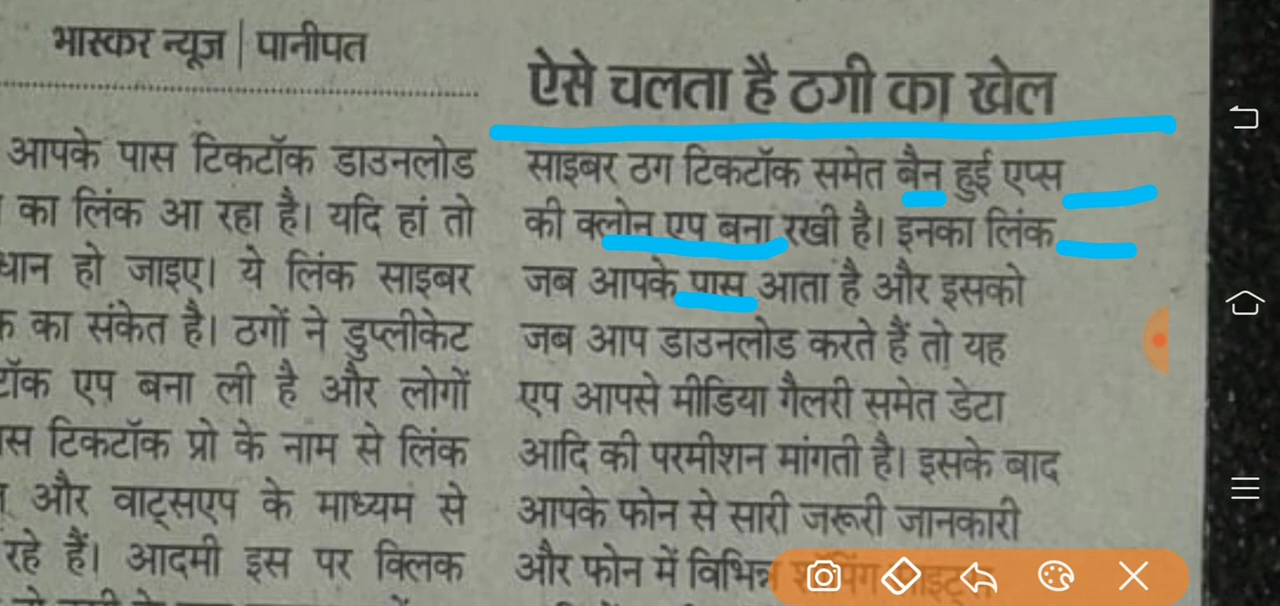 भास्कर न्यूज | पानीपत
आपके पास टिकटॉक डाउनलोड
का लिंक आ रहा है। यदि हां तो
हो जाइए। ये लिंक साइबर
का संकेत है। ठगों ने डुप्लीकेट
एप बना ली है और लोगों
टिकटॉक प्रो के नाम से लिंक
और वाट्सएप के माध्यम से
रहे हैं। आदमी इस पर क्लिक
ऐसे चलता है ठगी का खेल
साइबर ठग टिकटॉक समेत बैन हुई एप्स
की क्लोन एप बना रखी है। इनका लिंक
जब आपके पास आता है और इसको
जब आप डाउनलोड करते हैं तो यह
एप आपसे मीडिया गैलरी समेत डेटा
आदि की परमीशन मांगती है। इसके बाद
आपके फोन से सारी जरूरी जानकारी
और फोन में विभिन्न